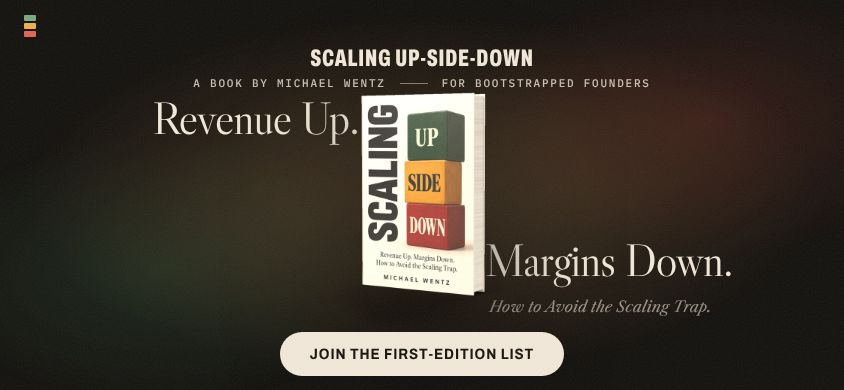 SCALING UP-SIDE-DOWN
A BOOK BY MICHAEL WENTZ — FOR BOOTSTRAPPED FOUNDERS
Revenue Up.
SCALING
UP
SIDE
DOWN
Revenue Up. Margins Down.
How to Avoid the Scaling Trap.
MICHAEL WENTZ
Margins Down.
How to Avoid the Scaling Trap.
JOIN THE FIRST-EDITION LIST